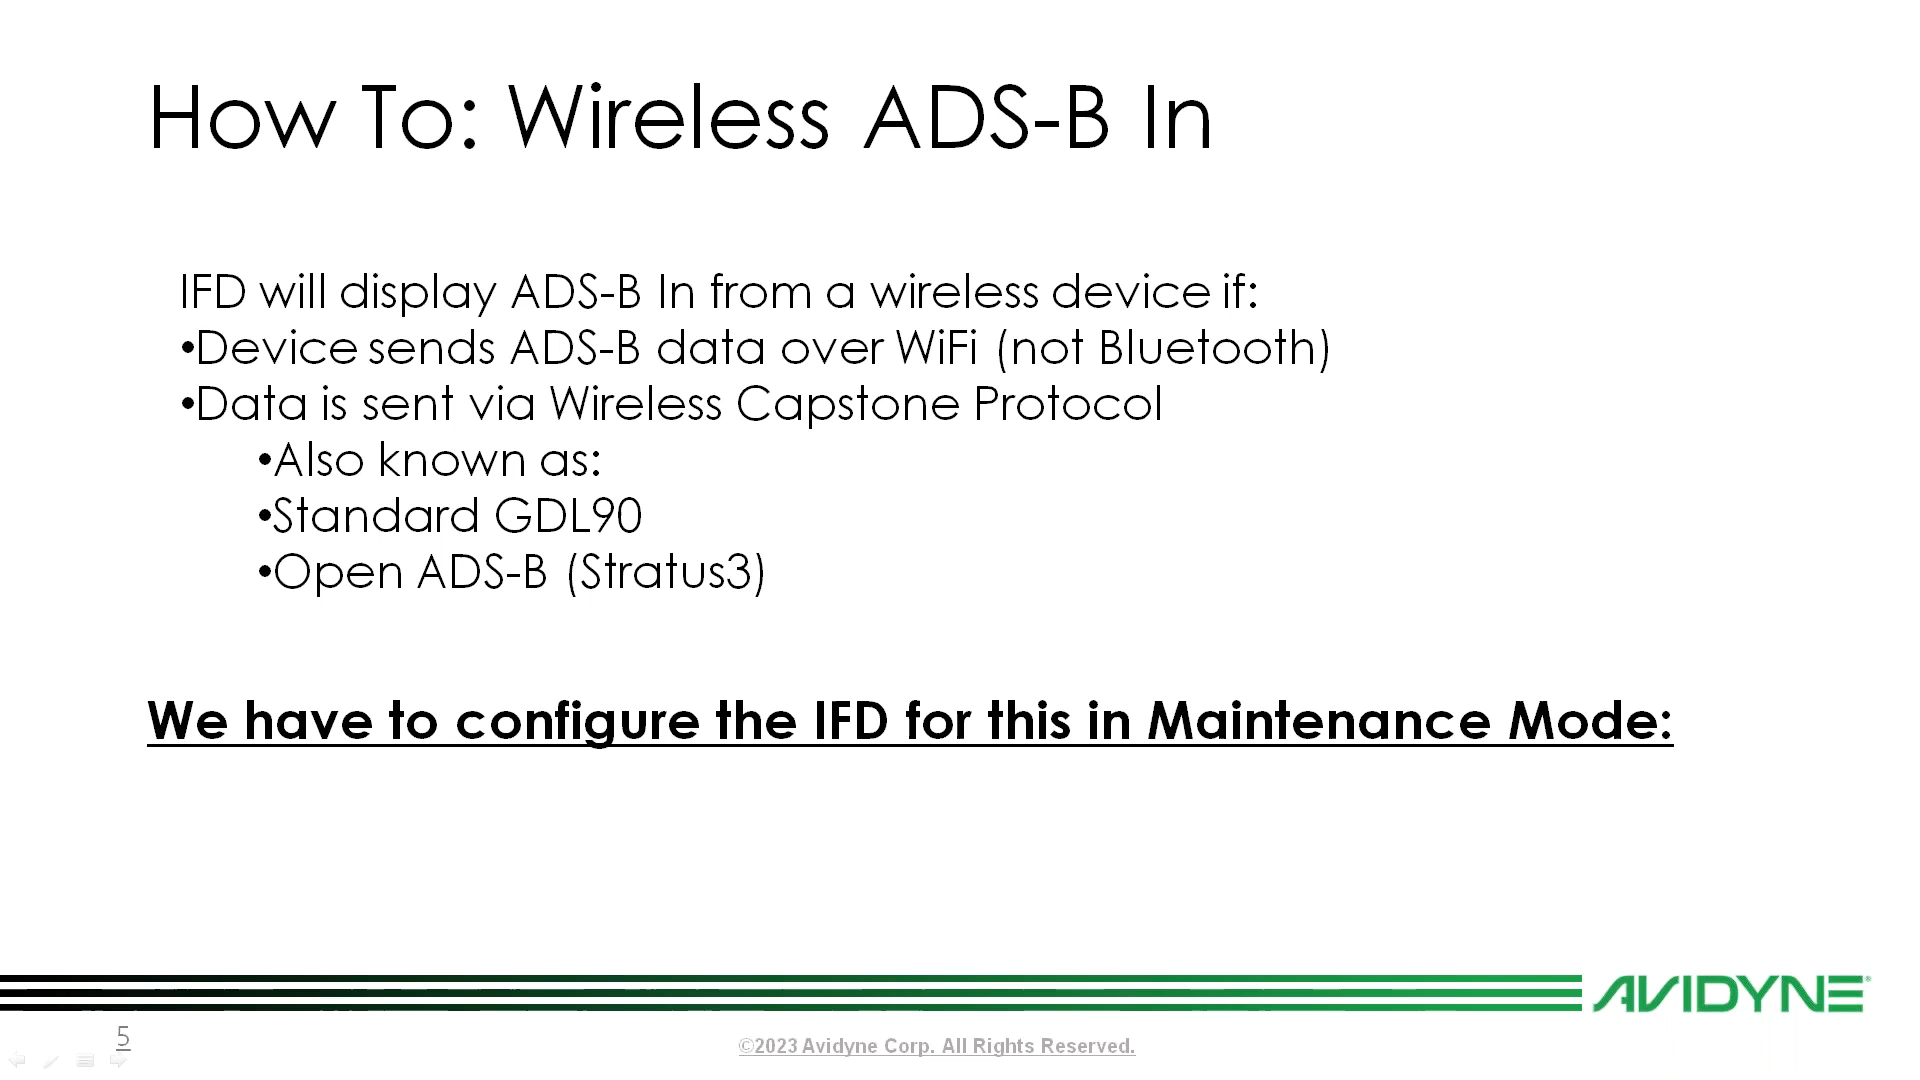 How To: Wireless ADS-B In
IFD will display ADS-B In from a wireless device if:
•Device sends ADS-B data over WiFi (not Bluetooth)
•Data is sent via Wireless Capstone Protocol
•Also known as:
•Standard GDL90
•Open ADS-B (Stratus3)
We have to configure the IFD for this in Maintenance Mode:
AVIDYNE®
5
©2023 Avidyne Corp. All Rights Reserved.